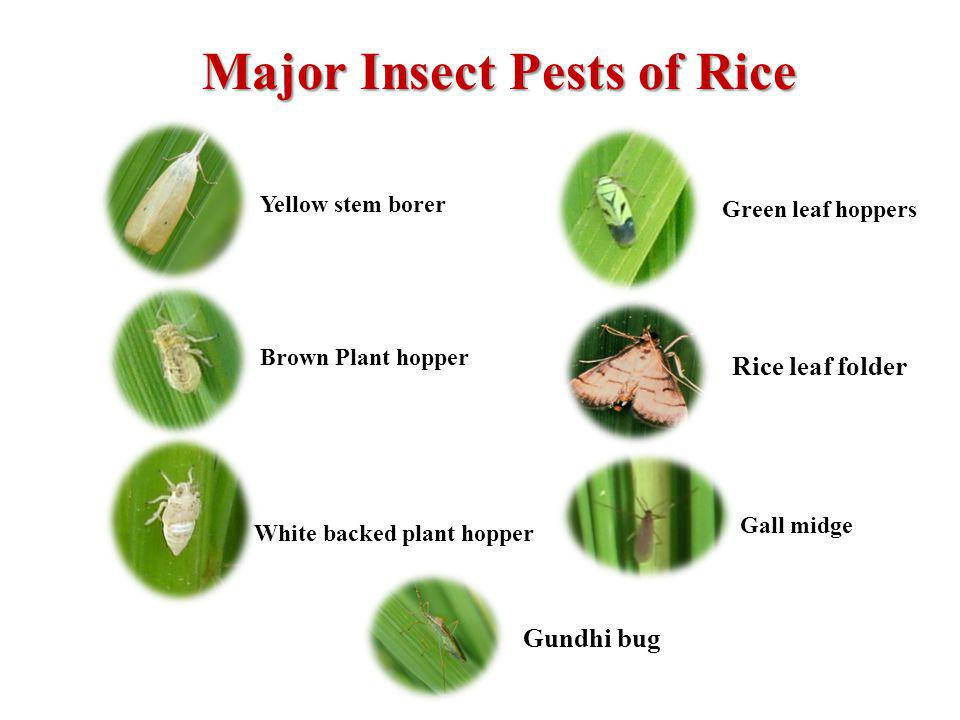 Major Insect Pests of Rice
Yellow stem borer
Green leaf hoppers
Brown Plant hopper
Rice leaf folder
White backed plant hopper
Gall midge
Gundhi bug